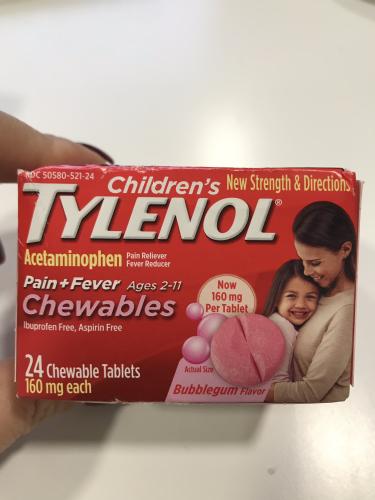 NDC 50580-521-24
Children's New Strength & Directions
TYLENOL®
Acetaminophen
Pain Reliever
Fever Reducer
Pain+Fever Ages 2-11
Chewables
Ibuprofen Free, Aspirin Free
Now
160 mg
Per Tablet
24 Chewable Tablets
160 mg each
Actual Size
Bubblegum Flavor